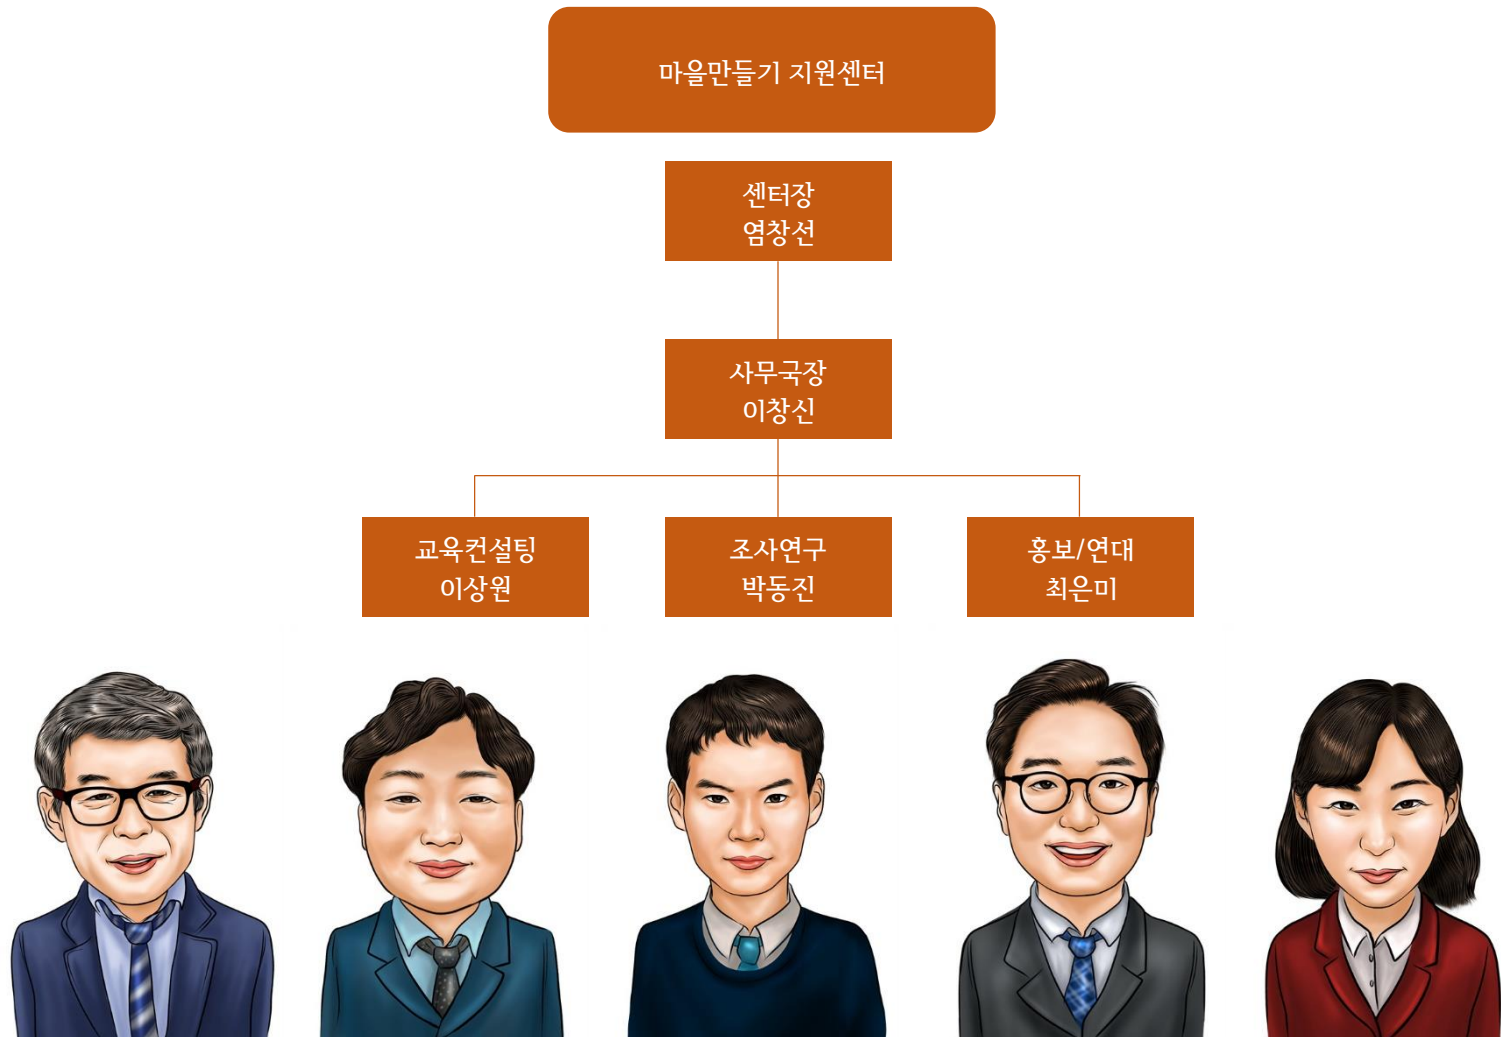 마을만들기 지원센터
센터장
염창선
사무국장
이창신
교육컨설팅
이상원
조사연구
박동진
홍보/연대
최은미